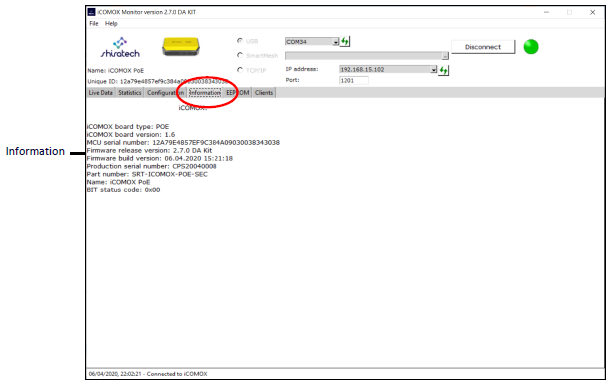 iCOMOX Monitor version 2.7.0 DA KIT
File Help
shiratech
USB
COM34
SmartMesh
Disconnect
Name: iCOMOX PoE
TCP/IP
IP address:
192.168.15.102
Port:
1201
Live Data Statistics Configuration Information EEPROM Clients
iCOMOX:
iCOMOX board type: POE
iCOMOX board version: 1.6
MCU serial number: 12A79E4857EF9C384A09030038343038
Firmware release version: 2.7.0 DA Kit
Information
Firmware build version: 06.04.2020 15:21:18
Production serial number: CPS20040008
Part number: SRT-ICOMOX-POE-SEC
Name: iCOMOX PoE
BIT status code: 0x00
06/04/2020, 22:02:21 - Connected to iCOMOX